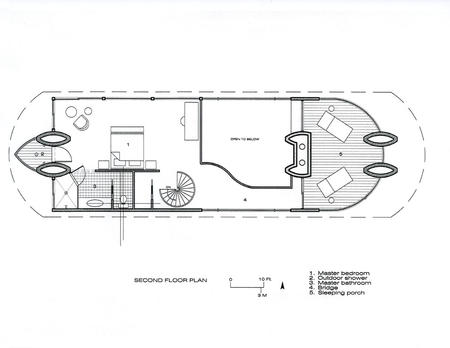 1
OPEN TO BELOW
2
5
3
4
SECOND FLOOR PLAN
0 10 Ft.
3 M
1. Master bedroom
2. Outdoor shower
3. Master bathroom
4. Bridge
5. Sleeping porch